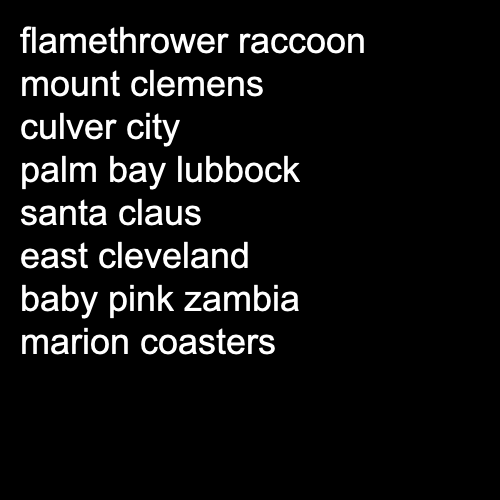 flamethrower raccoon
mount clemens
culver city
palm bay lubbock
santa claus
east cleveland
baby pink zambia
marion coasters